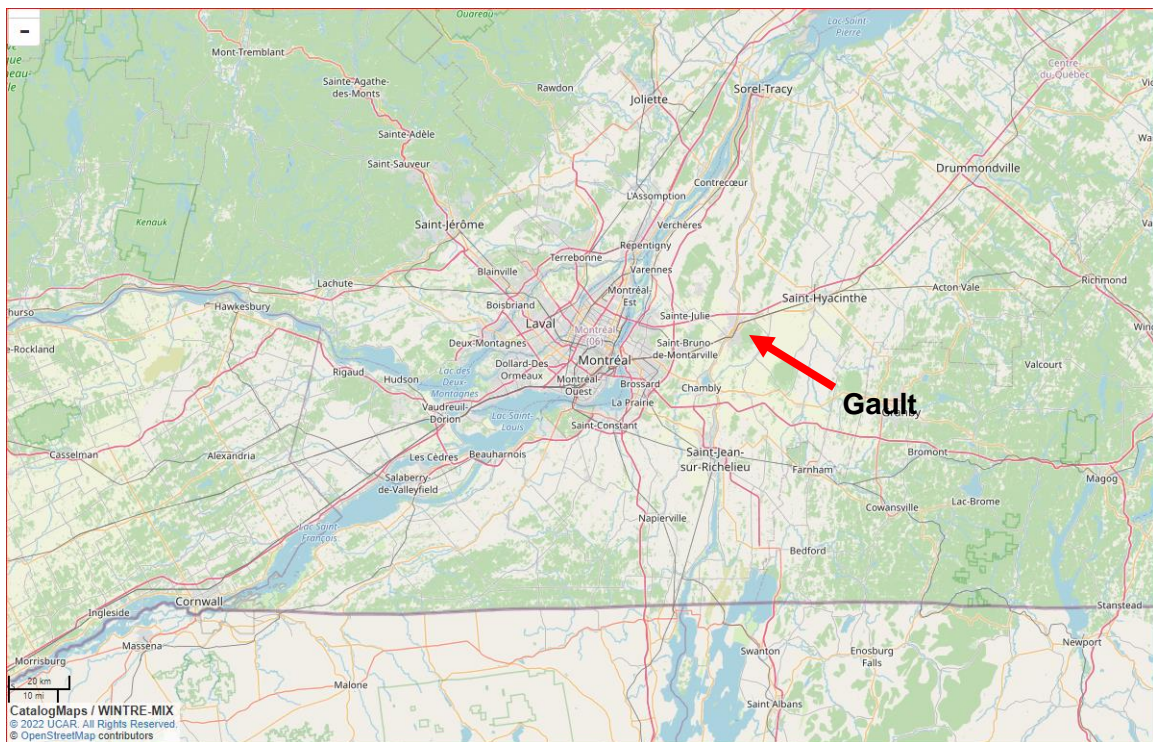 -
Lac-Saint-
Pierre
Ouareau-
Mont-Tremblant
Centre-
du-Québec
Sainte-Agathe-
des-Monts
Rawdon
Joliette
Sorel-Tracy
Sainte-Adèle
Saint-Sauveur
Drummondville
Contrecœur
L'Assomption
Kenauk
Saint-Jérôme
Verchères
Repentigny
Terrebonne
Blainville
Varennes
Lachute
Montréal-
Est
Richmond
Acton Vale
Saint-Hyacinthe
Boisbriand
Hawkesbury
Laval
Montréal
(06)
Sainte-Julie
Deux-Montagnes
Saint-Bruno-
de-Montarville
Dollard-Des
Ormeaux
Montréal
Valcourt
Rigaud
Hudson
Lac des
Deux-
Montagnes
Montréal-
Ouest
Brossard
Chambly
La Prairie
Gault
Granby
Vaudreuil-
Dorion
Lac Saint-
Louis
Saint-Constant
Casselman
Alexandria
Les Cèdres
Beauharnois
Saint-Jean-
sur-Richelieu
Bromont
Farnham
Magog
Salaberry-
de-Valleyfield
Lac-Brome
Cowansville
Napierville
Lac Saint
François
Bedford
Cornwall
Ingleside
Stanstead
Massena
Newport
Swanton
Enosburg
Falls
Morrisburg
Malone
Saint Albans
20 km
10 mi
CatalogMaps / WINTRE-MIX
© 2022 UCAR. All Rights Reserved.
© OpenStreetMap contributors